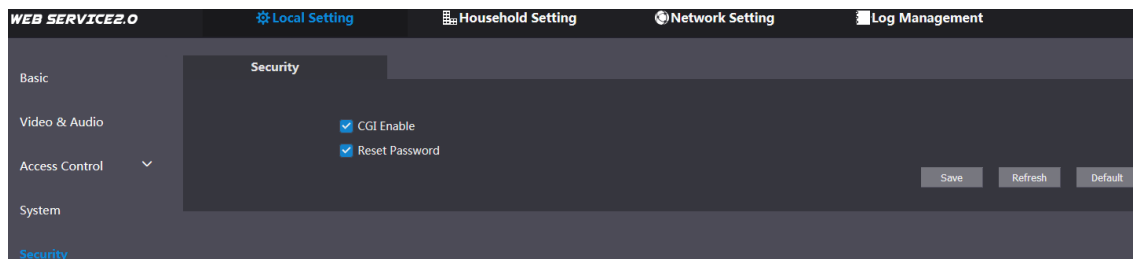 WEB SERVICE2.0
Local Setting
Household Setting
Network Setting
Log Management
Basic
Video & Audio
Access Control
System
Security
Security
CGI Enable
Reset Password
Save
Refresh
Default